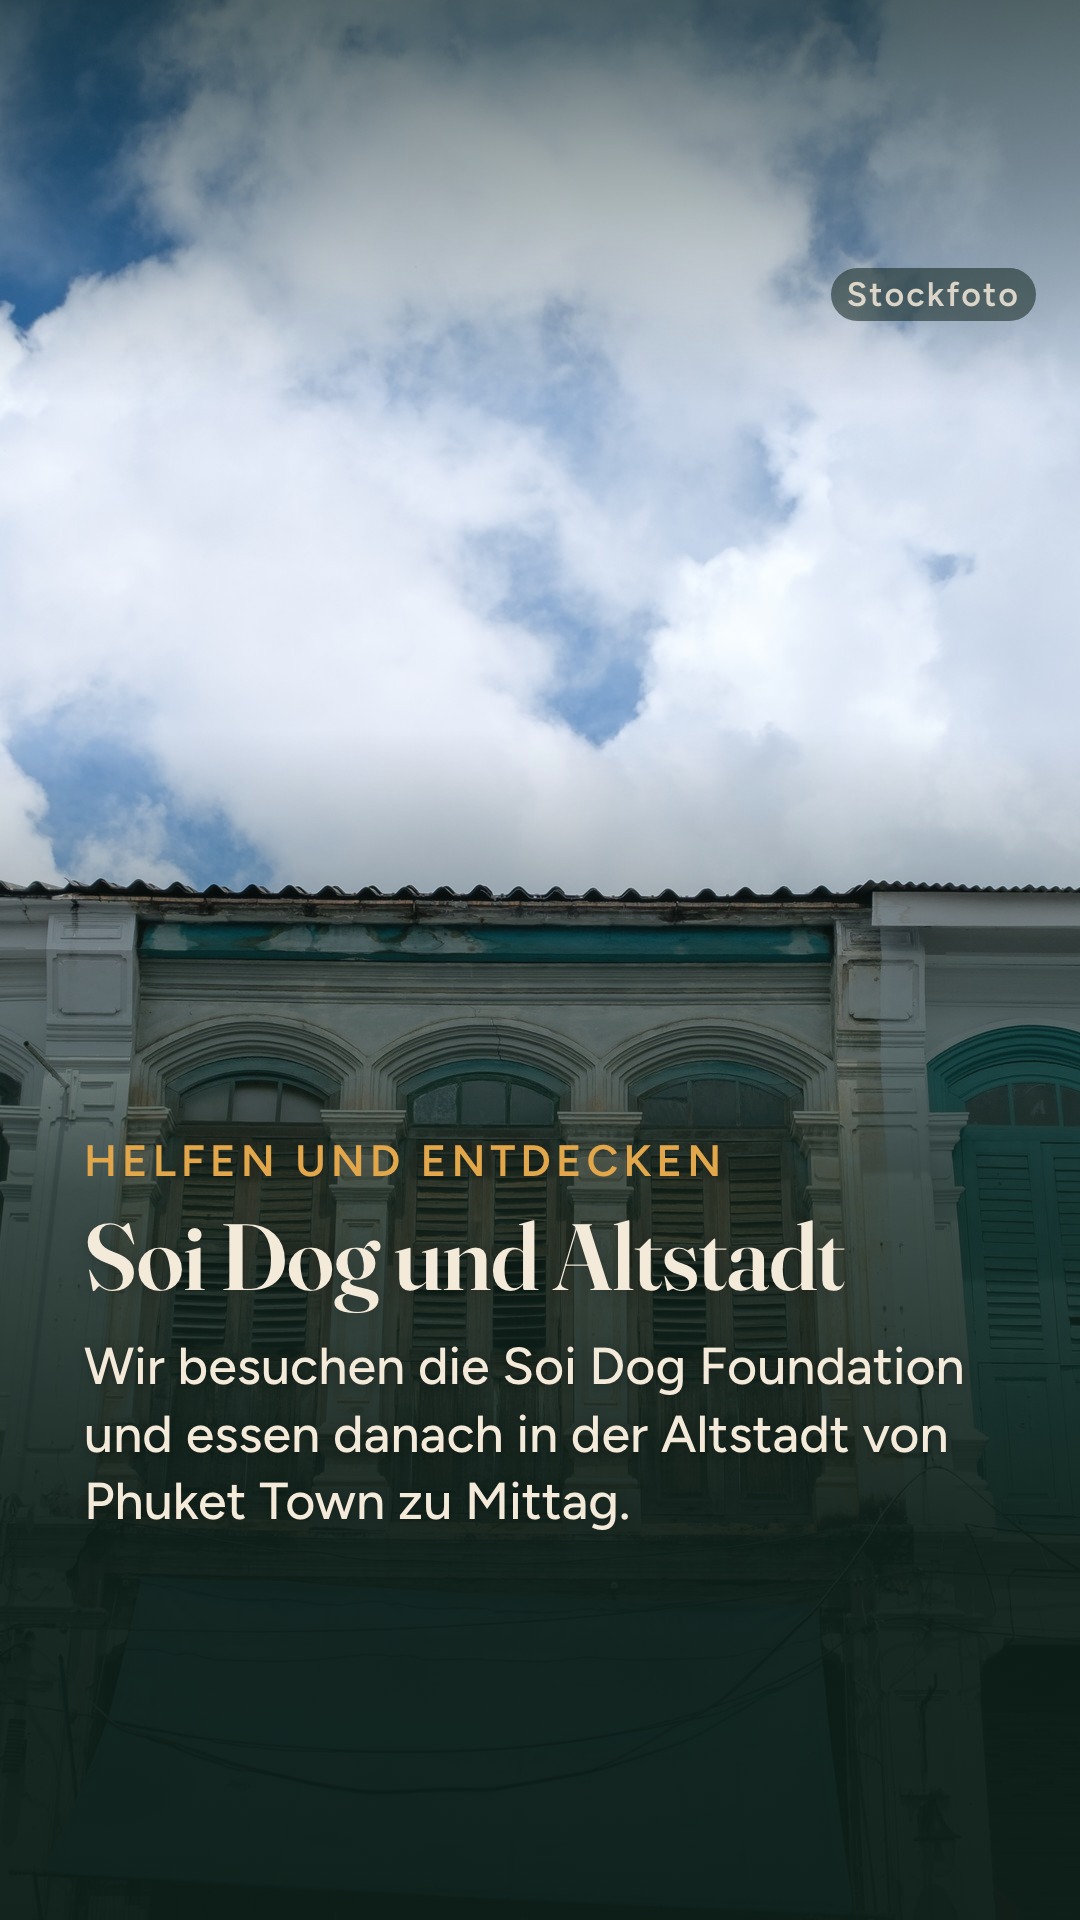 Stockfoto
HELFEN UND ENTDECKEN
Soi Dog und Altstadt
Wir besuchen die Soi Dog Foundation
und essen danach in der Altstadt von
Phuket Town zu Mittag.